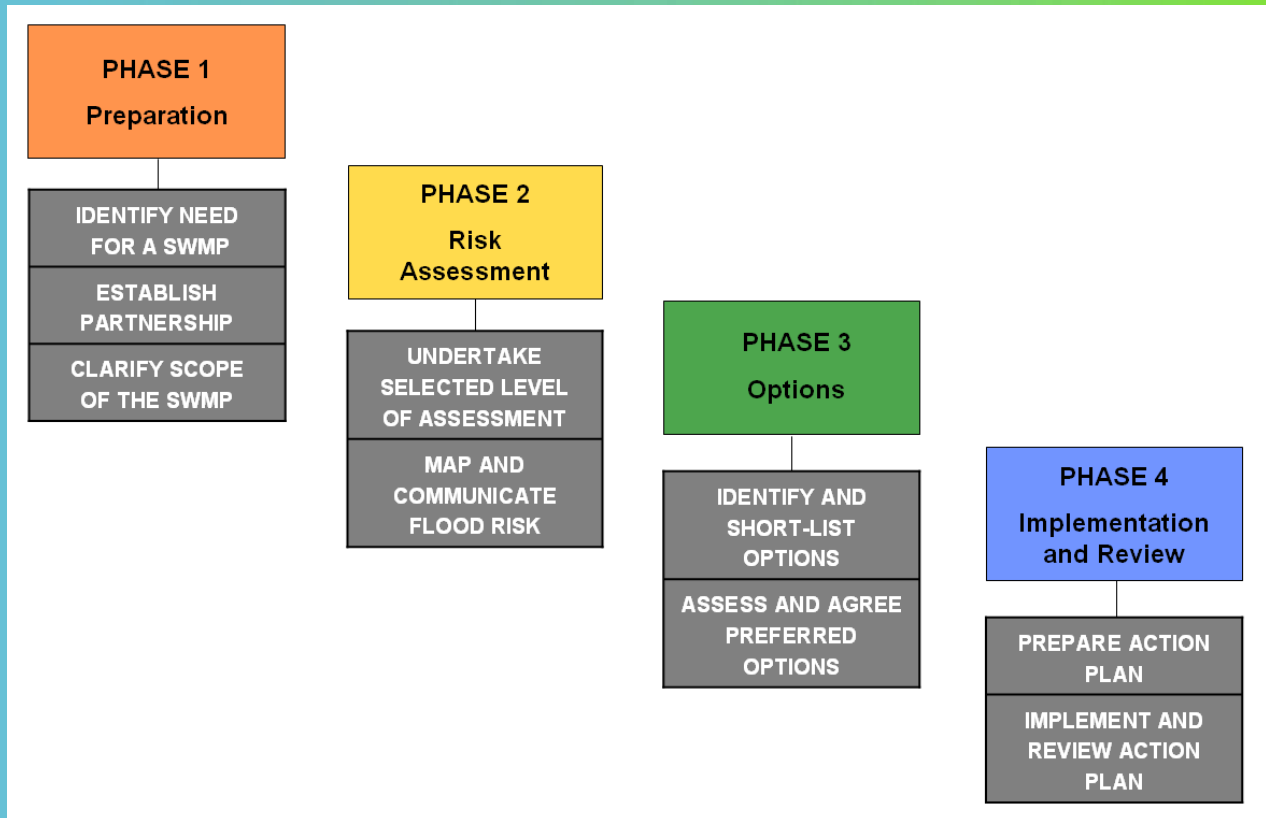 PHASE 1
Preparation
IDENTIFY NEED
FOR A SWMP
ESTABLISH
PARTNERSHIP
CLARIFY SCOPE
OF THE SWMP
PHASE 2
Risk
Assessment
UNDERTAKE
SELECTED LEVEL
OF ASSESSMENT
MAP AND
COMMUNICATE
FLOOD RISK
PHASE 3
Options
IDENTIFY AND
SHORT-LIST
OPTIONS
ASSESS AND AGREE
PREFERRED
OPTIONS
PHASE 4
Implementation
and Review
PREPARE ACTION
PLAN
IMPLEMENT AND
REVIEW ACTION
PLAN